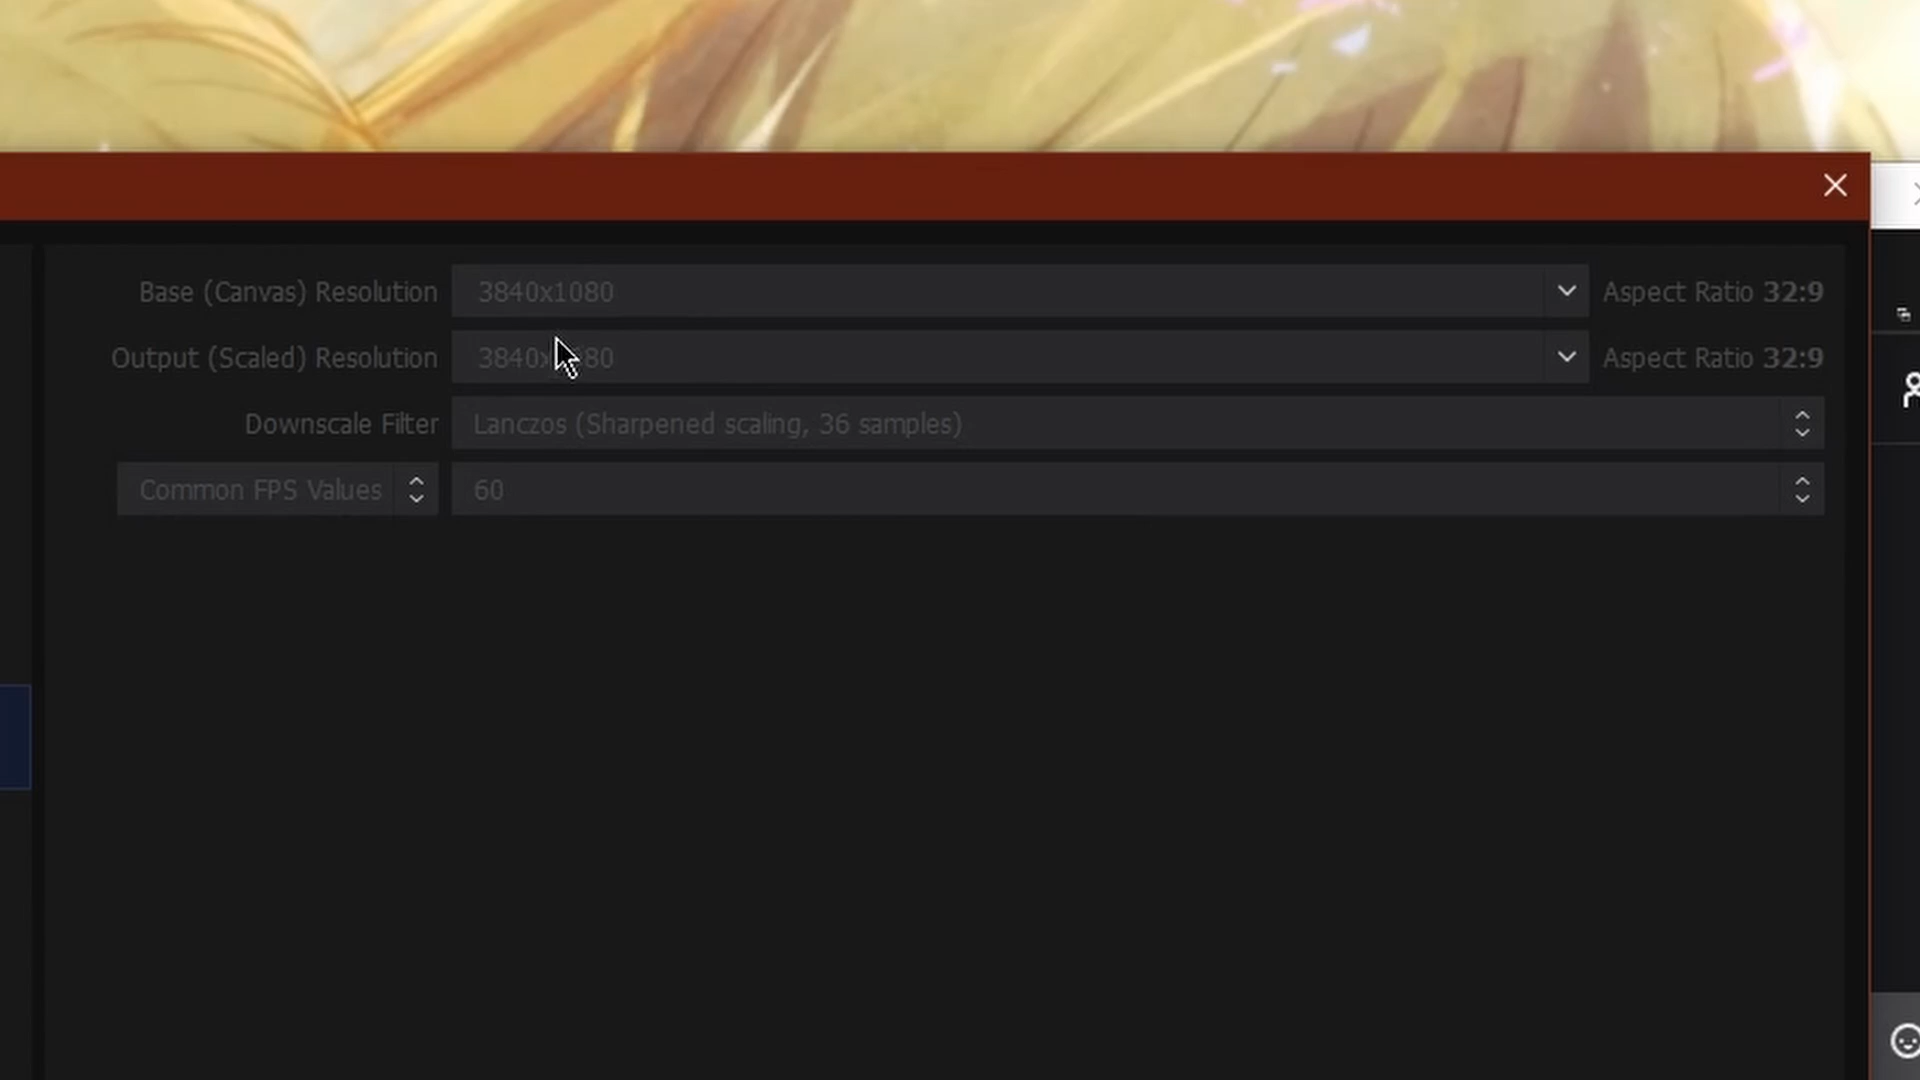 Base (Canvas) Resolution 3840x1080 Aspect Ratio 32:9
Output (Scaled) Resolution Aspect Ratio 32:9
Downscale Filter Lanczos (Sharpened scaling, 36 samples)
Common FPS Values 60